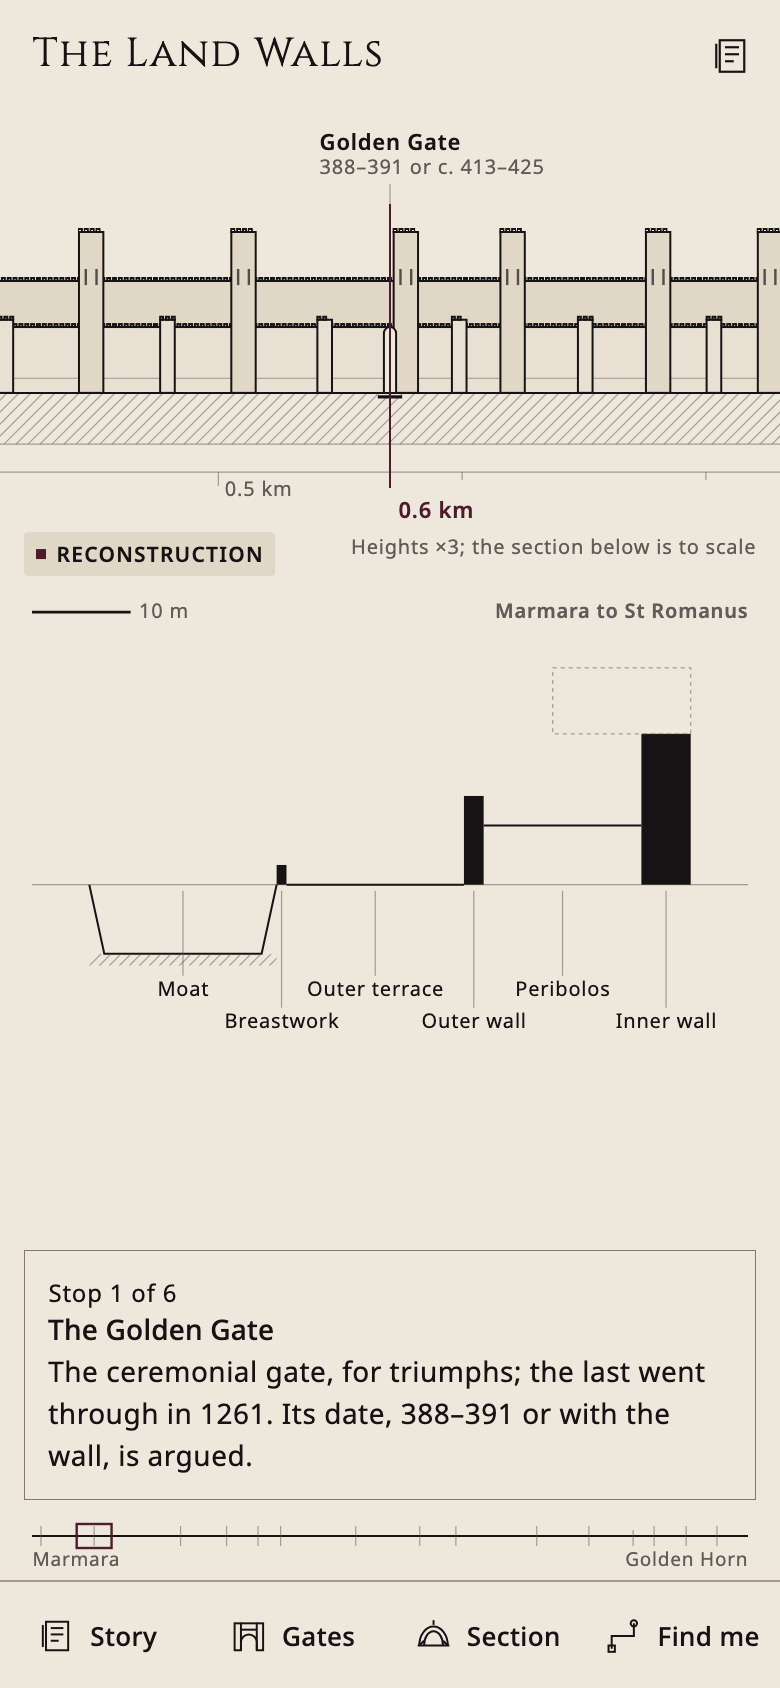 The Land Walls
Golden Gate
388–391 or c. 413–425
0.5 km
0.6 km
RECONSTRUCTION
Heights ×3; the section below is to scale
10 m
Marmara to St Romanus
Moat
Outer terrace
Peribolos
Breastwork
Outer wall
Inner wall
Stop 1 of 6
The Golden Gate
The ceremonial gate, for triumphs; the last went
through in 1261. Its date, 388–391 or with the
wall, is argued.
Marmara
Golden Horn
Story
Gates
Section
Find me